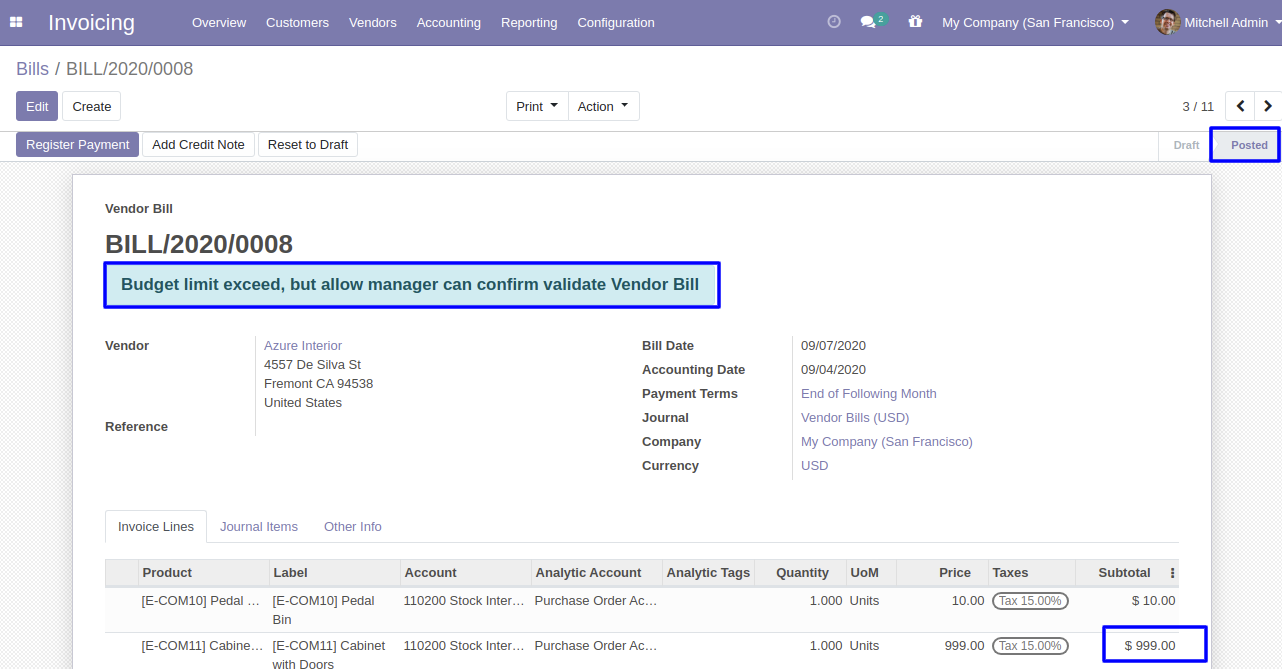 Invoicing Overview Customers Vendors Accounting Reporting Configuration 2 My Company (San Francisco) Mitchell Admin
Bills / BILL/2020/0008
Edit Create Print Action 3 / 11
Register Payment Add Credit Note Reset to Draft Draft Posted
Vendor Bill
BILL/2020/0008
Budget limit exceed, but allow manager can confirm validate Vendor Bill
Vendor Azure Interior Bill Date 09/07/2020
4557 De Silva St
Accounting Date 09/04/2020
Fremont CA 94538
Payment Terms End of Following Month
United States
Journal Vendor Bills (USD)
Reference
Company My Company (San Francisco)
Currency USD
Invoice Lines Journal Items Other Info
Product Label Account Analytic Account Analytic Tags Quantity UoM Price Taxes Subtotal
[E-COM10] Pedal … [E-COM10] Pedal 110200 Stock Inter… Purchase Order Ac… 1.000 Units 10.00 Tax 15.00% $ 10.00
Bin
[E-COM11] Cabine… [E-COM11] Cabinet 110200 Stock Inter… Purchase Order Ac… 1.000 Units 999.00 Tax 15.00% $ 999.00
with Doors